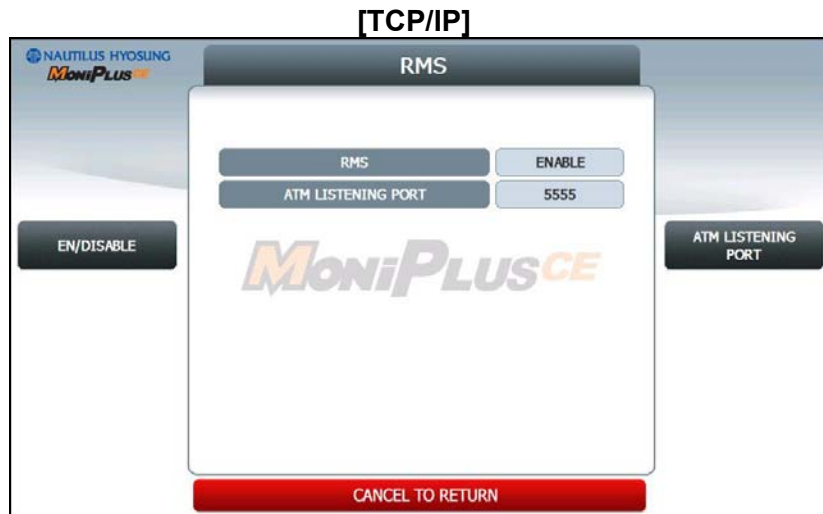 [TCP/IP]
NAUTILUS HYOSUNG
MoniPlus CE
RMS
RMS ENABLE
ATM LISTENING PORT 5555
EN/DISABLE
ATM LISTENING
PORT
MoniPlusCE
CANCEL TO RETURN